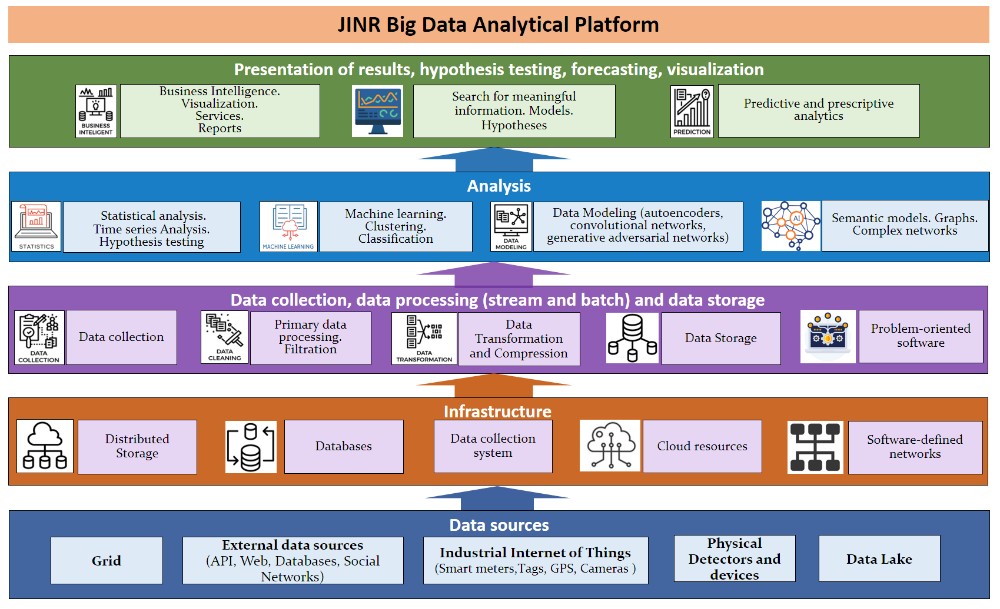 JINR Big Data Analytical Platform
Presentation of results, hypothesis testing, forecasting, visualization
BUSINESS
INTELIGENT
Business Intelligence.
Visualization.
Services.
Reports
Search for meaningful
information. Models.
Hypotheses
PREDICTION
Predictive and prescriptive
analytics
Analysis
STATISTICS
Statistical analysis.
Time series Analysis.
Hypothesis testing
MACHINE LEARNING
Machine learning.
Clustering.
Classification
DATA
MODELING
Data Modeling (autoencoders,
convolutional networks,
generative adversarial networks)
AI
Semantic models. Graphs.
Complex networks
Data collection, data processing (stream and batch) and data storage
DATA
COLLECTION
Data collection
DATA
CLEANING
Primary data
processing.
Filtration
DATA
TRANSFORMATION
Data
Transformation
and Compression
Data Storage
Problem-oriented
software
Infrastructure
Distributed
Storage
Databases
Data collection
system
Cloud resources
Software-defined
networks
Data sources
Grid
External data sources
(API, Web, Databases, Social
Networks)
Industrial Internet of Things
(Smart meters,Tags, GPS, Cameras )
Physical
Detectors and
devices
Data Lake